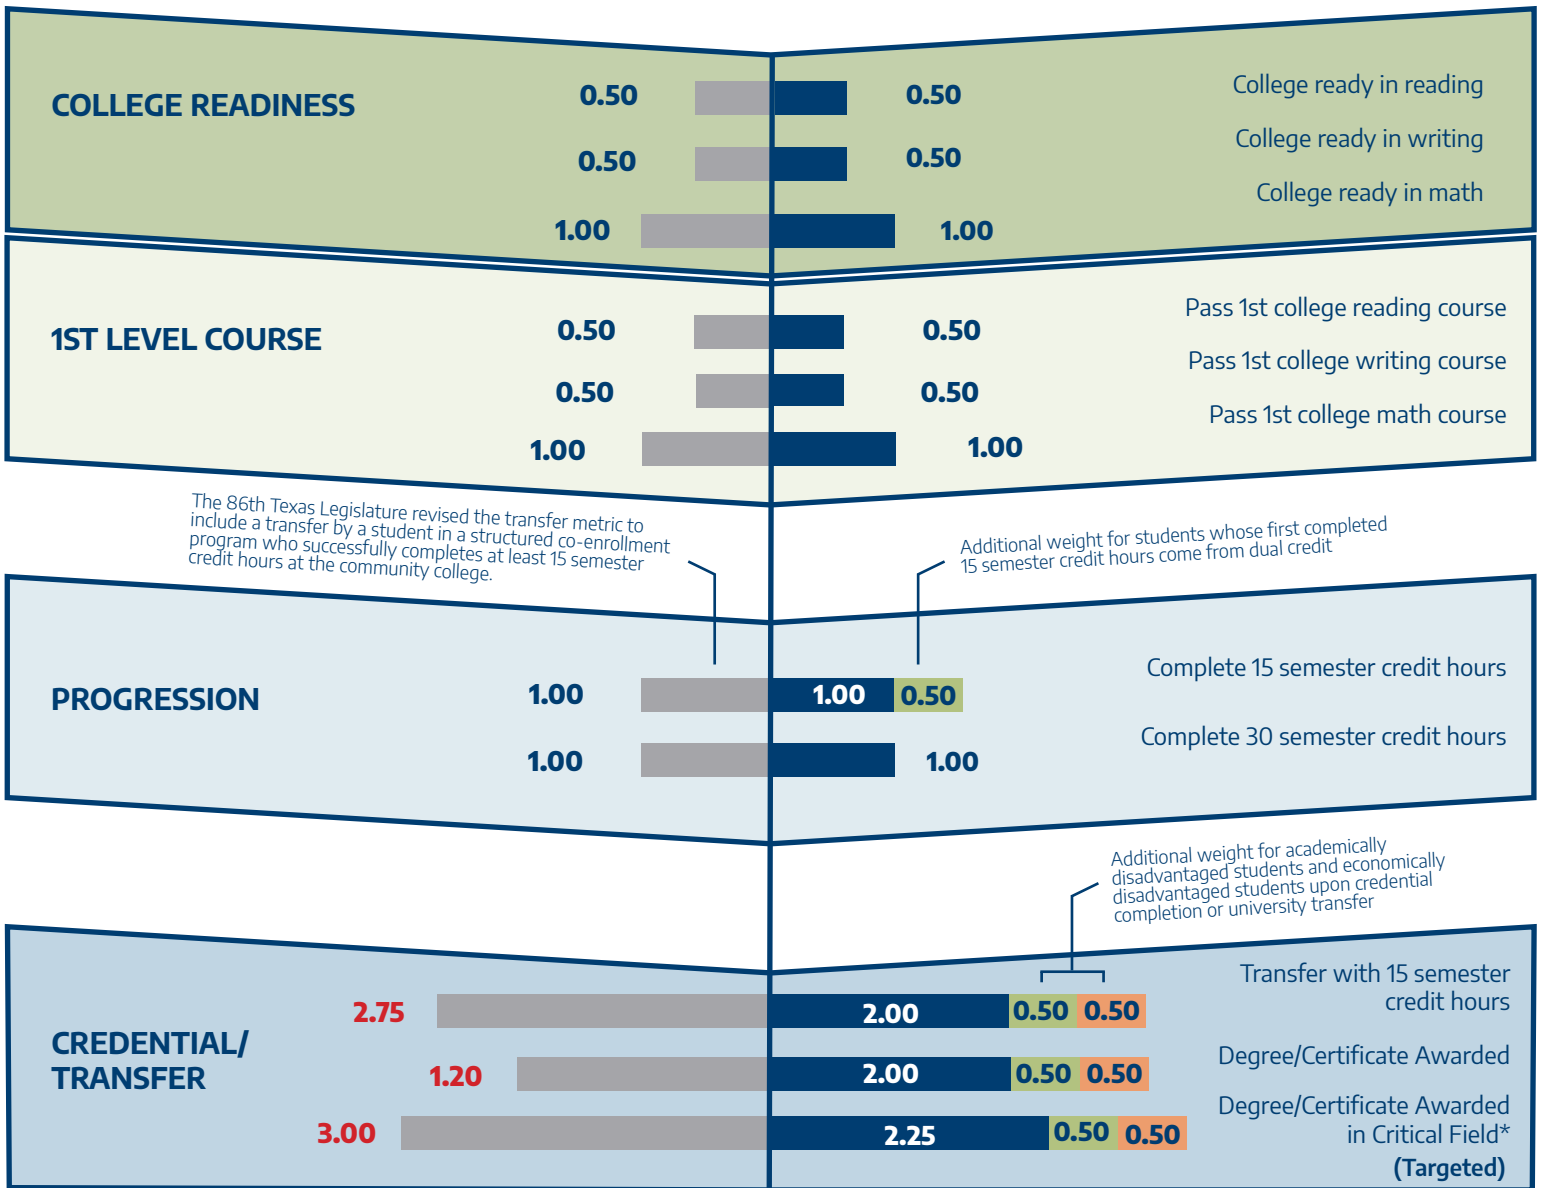 COLLEGE READINESS
0.50
0.50
College ready in reading
0.50
0.50
College ready in writing
1.00
1.00
College ready in math
1ST LEVEL COURSE
0.50
0.50
Pass 1st college reading course
0.50
0.50
Pass 1st college writing course
1.00
1.00
Pass 1st college math course
The 86th Texas Legislature revised the transfer metric to
include a transfer by a student in a structured co-enrollment
program who successfully completes at least 15 semester
credit hours at the community college.
Additional weight for students whose first completed
15 semester credit hours come from dual credit
PROGRESSION
1.00
1.00
0.50
Complete 15 semester credit hours
1.00
1.00
Complete 30 semester credit hours
Additional weight for academically
disadvantaged students and economically
disadvantaged students upon credential
completion or university transfer
CREDENTIAL/
TRANSFER
2.75
2.00
0.50
0.50
Transfer with 15 semester
credit hours
1.20
2.00
0.50
0.50
Degree/Certificate Awarded
3.00
2.25
0.50
0.50
Degree/Certificate Awarded
in Critical Field*
(Targeted)